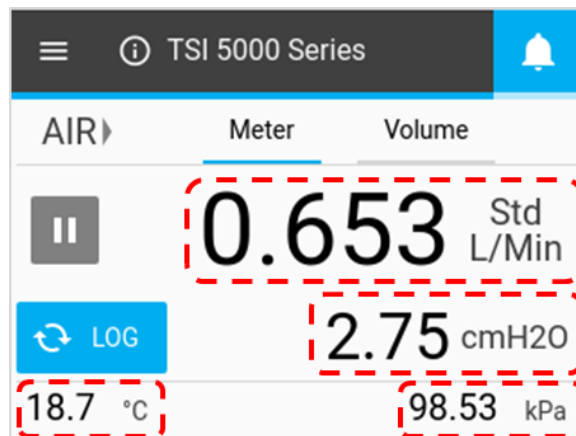 TSI 5000 Series
AIR Meter Volume
0.653 Std L/Min
LOG 2.75 cmH2O
18.7 °C 98.53 kPa